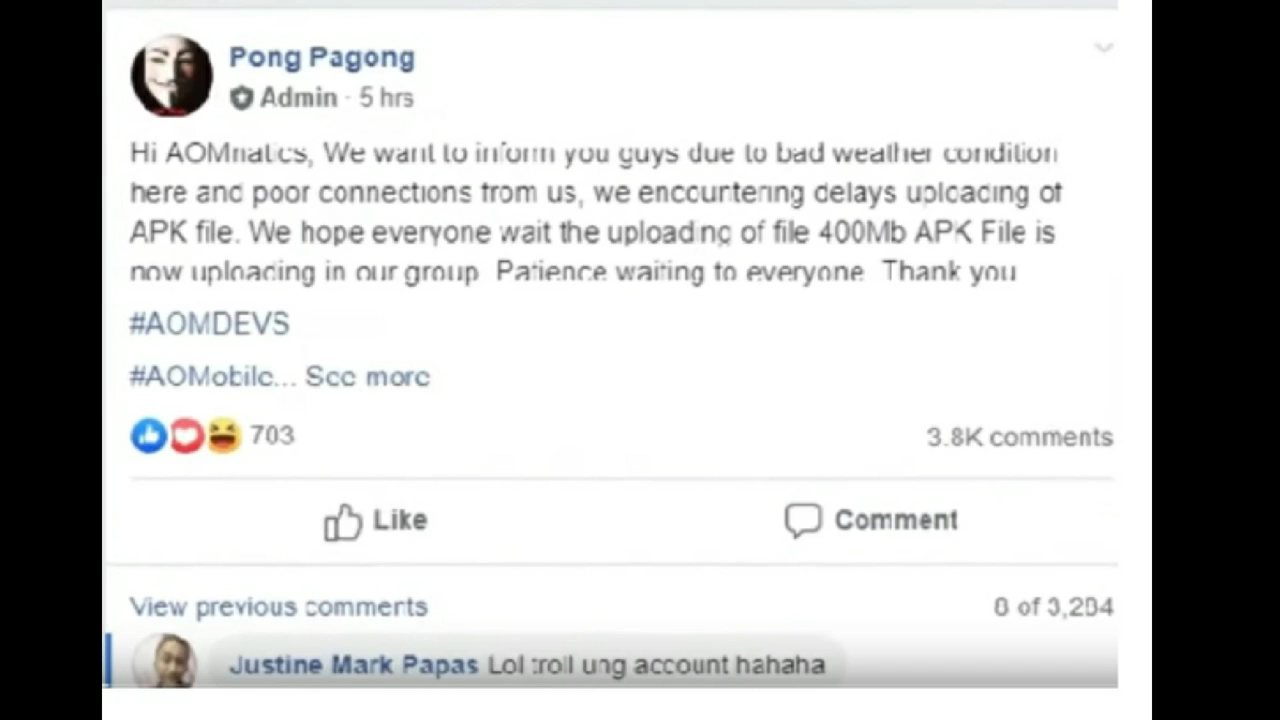 Pong Pagong
Admin · 5 hrs
Hi AOMnatics, We want to inform you guys due to bad weather condition
here and poor connections from us, we encountering delays uploading of
APK file. We hope everyone wait the uploading of file 400Mb APK File is
now uploading in our group. Patience waiting to everyone. Thank you
#AOMDEVS
#AOMobile... See more
703
3.8K comments
Like
Comment
View previous comments
8 of 3,284
Justine Mark Papas Lol troll ung account hahaha